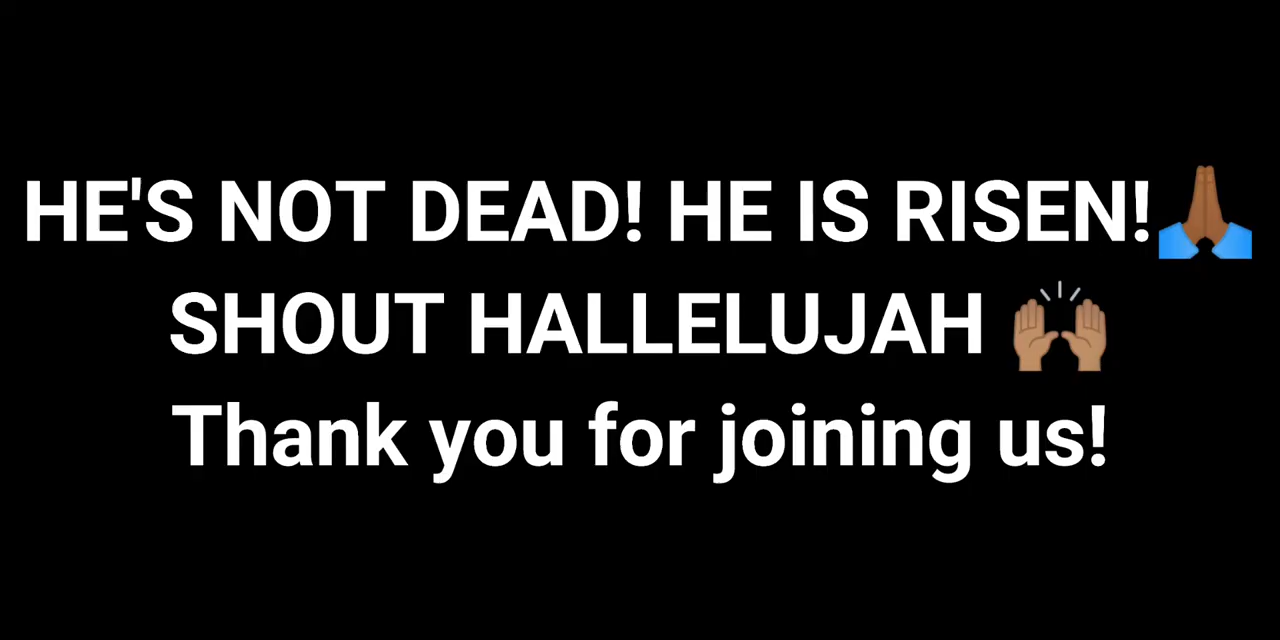 HE'S NOT DEAD! HE IS RISEN!🙏🏾
SHOUT HALLELUJAH 🙌🏽
Thank you for joining us!